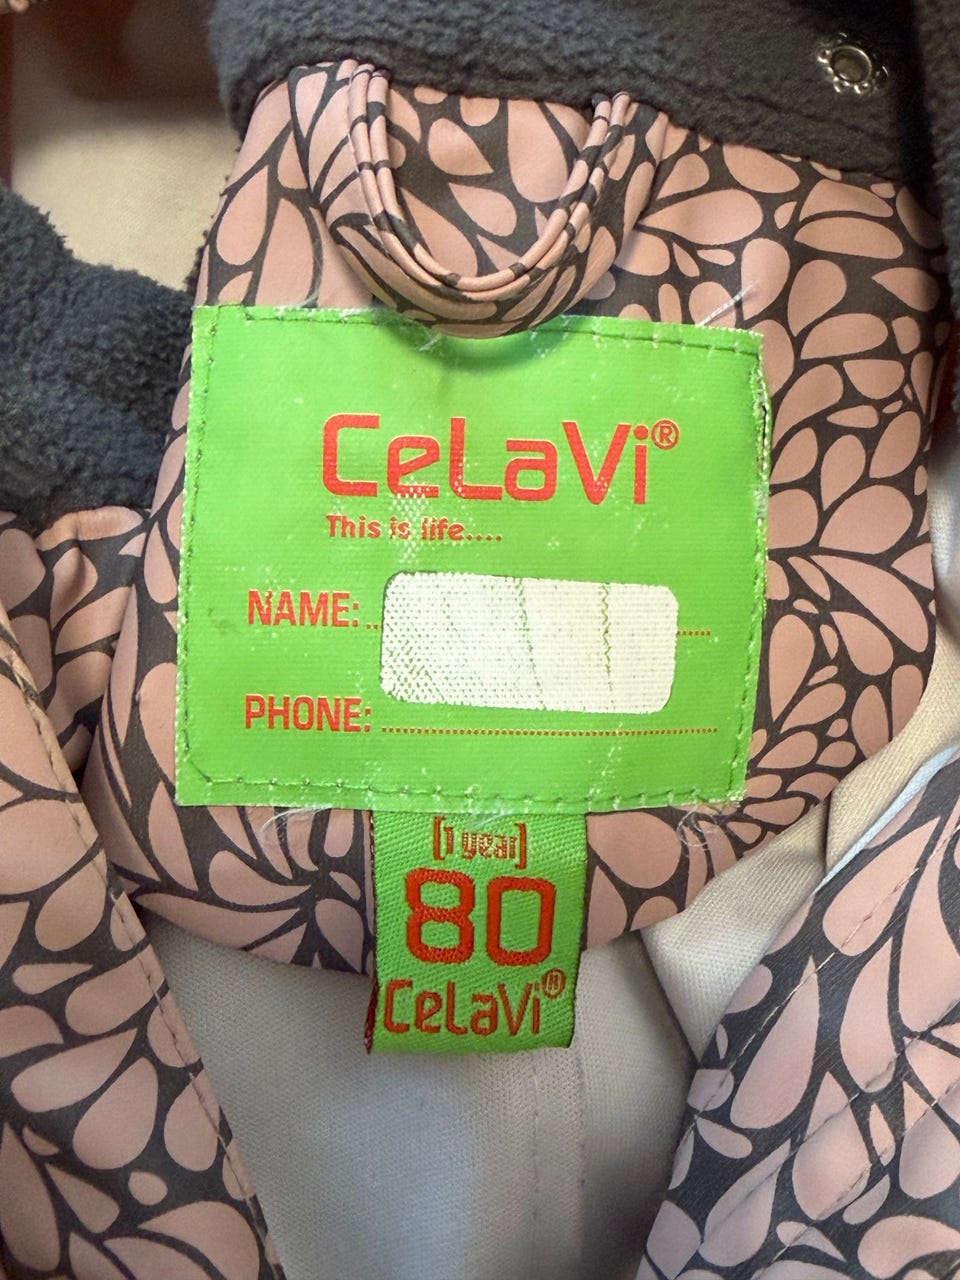 CeLaVi®
This is life....
NAME:
PHONE:
[1 year]
80
CeLaVi®